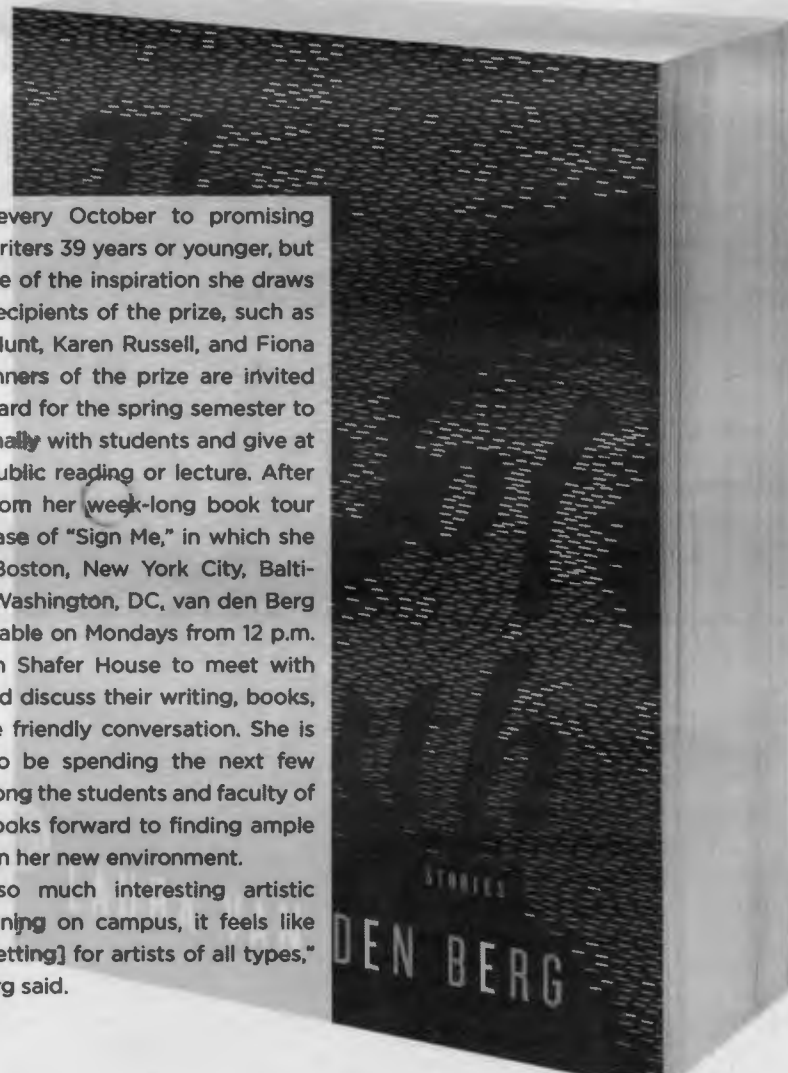 every October to promising
riters 39 years or younger, but
e of the inspiration she draws
ecipients of the prize, such as
Hunt, Karen Russell, and Fiona
nners of the prize are invited
ard for the spring semester to
nally with students and give at
ublic reading or lecture. After
om her week-long book tour
ase of "Sign Me," in which she
Boston, New York City, Balti-
Washington, DC, van den Berg
able on Mondays from 12 p.m.
n Shafer House to meet with
d discuss their writing, books,
e friendly conversation. She is
o be spending the next few
ong the students and faculty of
ooks forward to finding ample
n her new environment.
so much interesting artistic
ning on campus, it feels like
etting] for artists of all types,"
rg said.
STORIES
DEN BERG